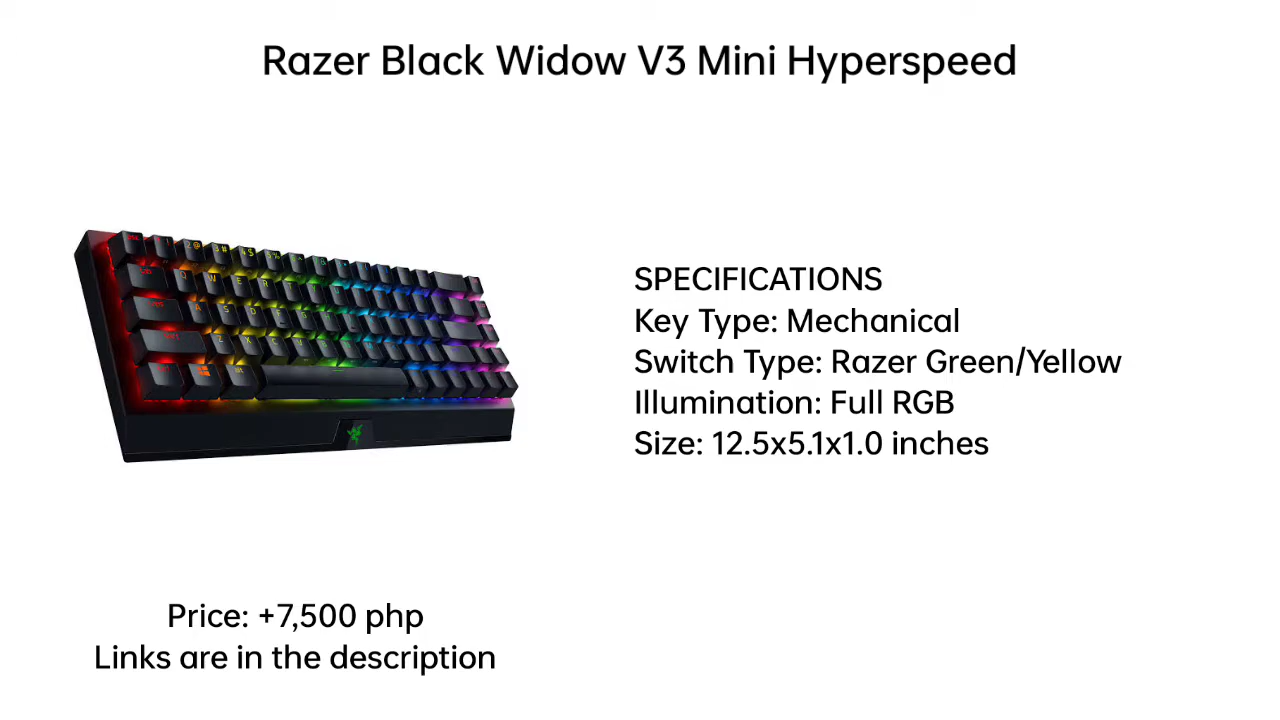 Razer Black Widow V3 Mini Hyperspeed
SPECIFICATIONS
Key Type: Mechanical
Switch Type: Razer Green/Yellow
Illumination: Full RGB
Size: 12.5x5.1x1.0 inches
Price: +7,500 php
Links are in the description